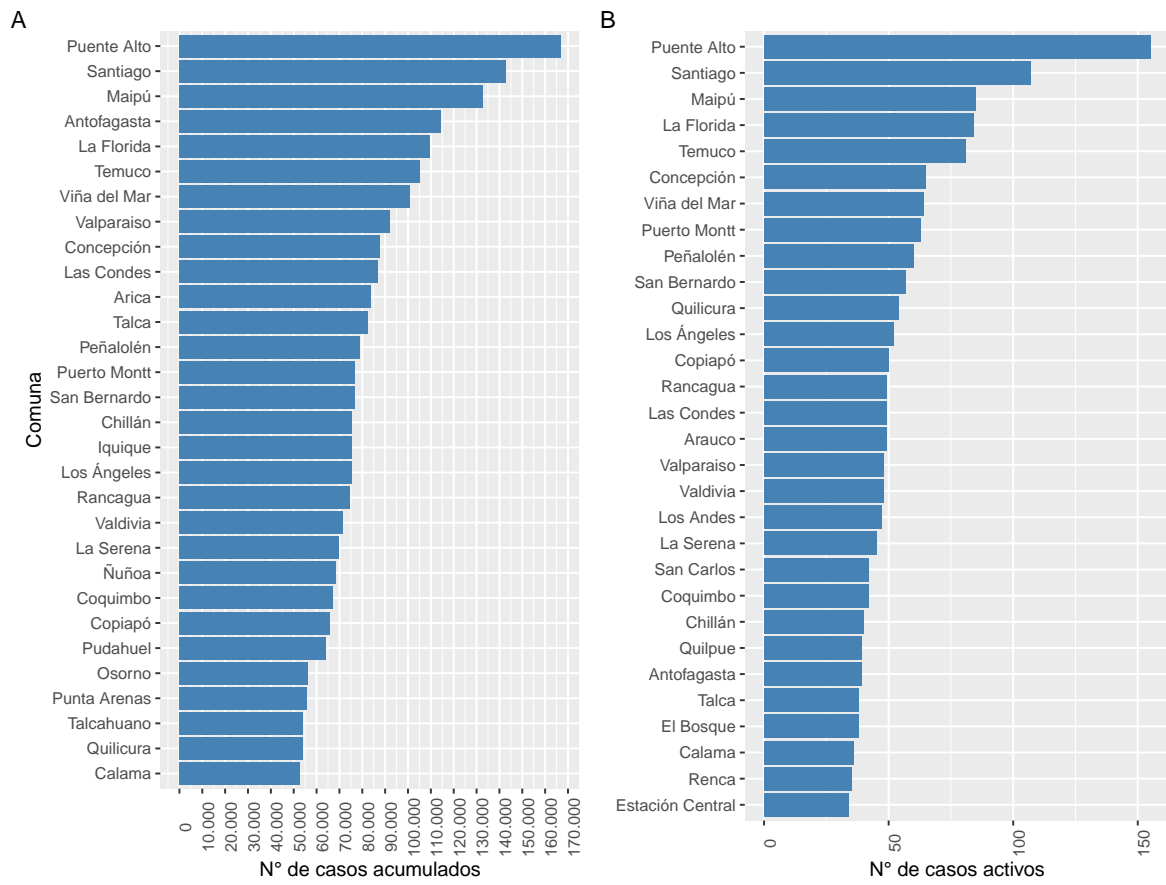 A
Comuna
Puente Alto
Santiago
Maipú
Antofagasta
La Florida
Temuco
Viña del Mar
Valparaiso
Concepción
Las Condes
Arica
Talca
Peñalolén
Puerto Montt
San Bernardo
Chillán
Iquique
Los Ángeles
Rancagua
Valdivia
La Serena
Ñuñoa
Coquimbo
Copiapó
Pudahuel
Osorno
Punta Arenas
Talcahuano
Quilicura
Calama
0
10.000
20.000
30.000
40.000
50.000
60.000
70.000
80.000
90.000
100.000
110.000
120.000
130.000
140.000
150.000
160.000
170.000
N° de casos acumulados
B
Puente Alto
Santiago
Maipú
La Florida
Temuco
Concepción
Viña del Mar
Puerto Montt
Peñalolén
San Bernardo
Quilicura
Los Ángeles
Copiapó
Rancagua
Las Condes
Arauco
Valparaiso
Valdivia
Los Andes
La Serena
San Carlos
Coquimbo
Chillán
Quilpue
Antofagasta
Talca
El Bosque
Calama
Renca
Estación Central
0
50
100
150
N° de casos activos